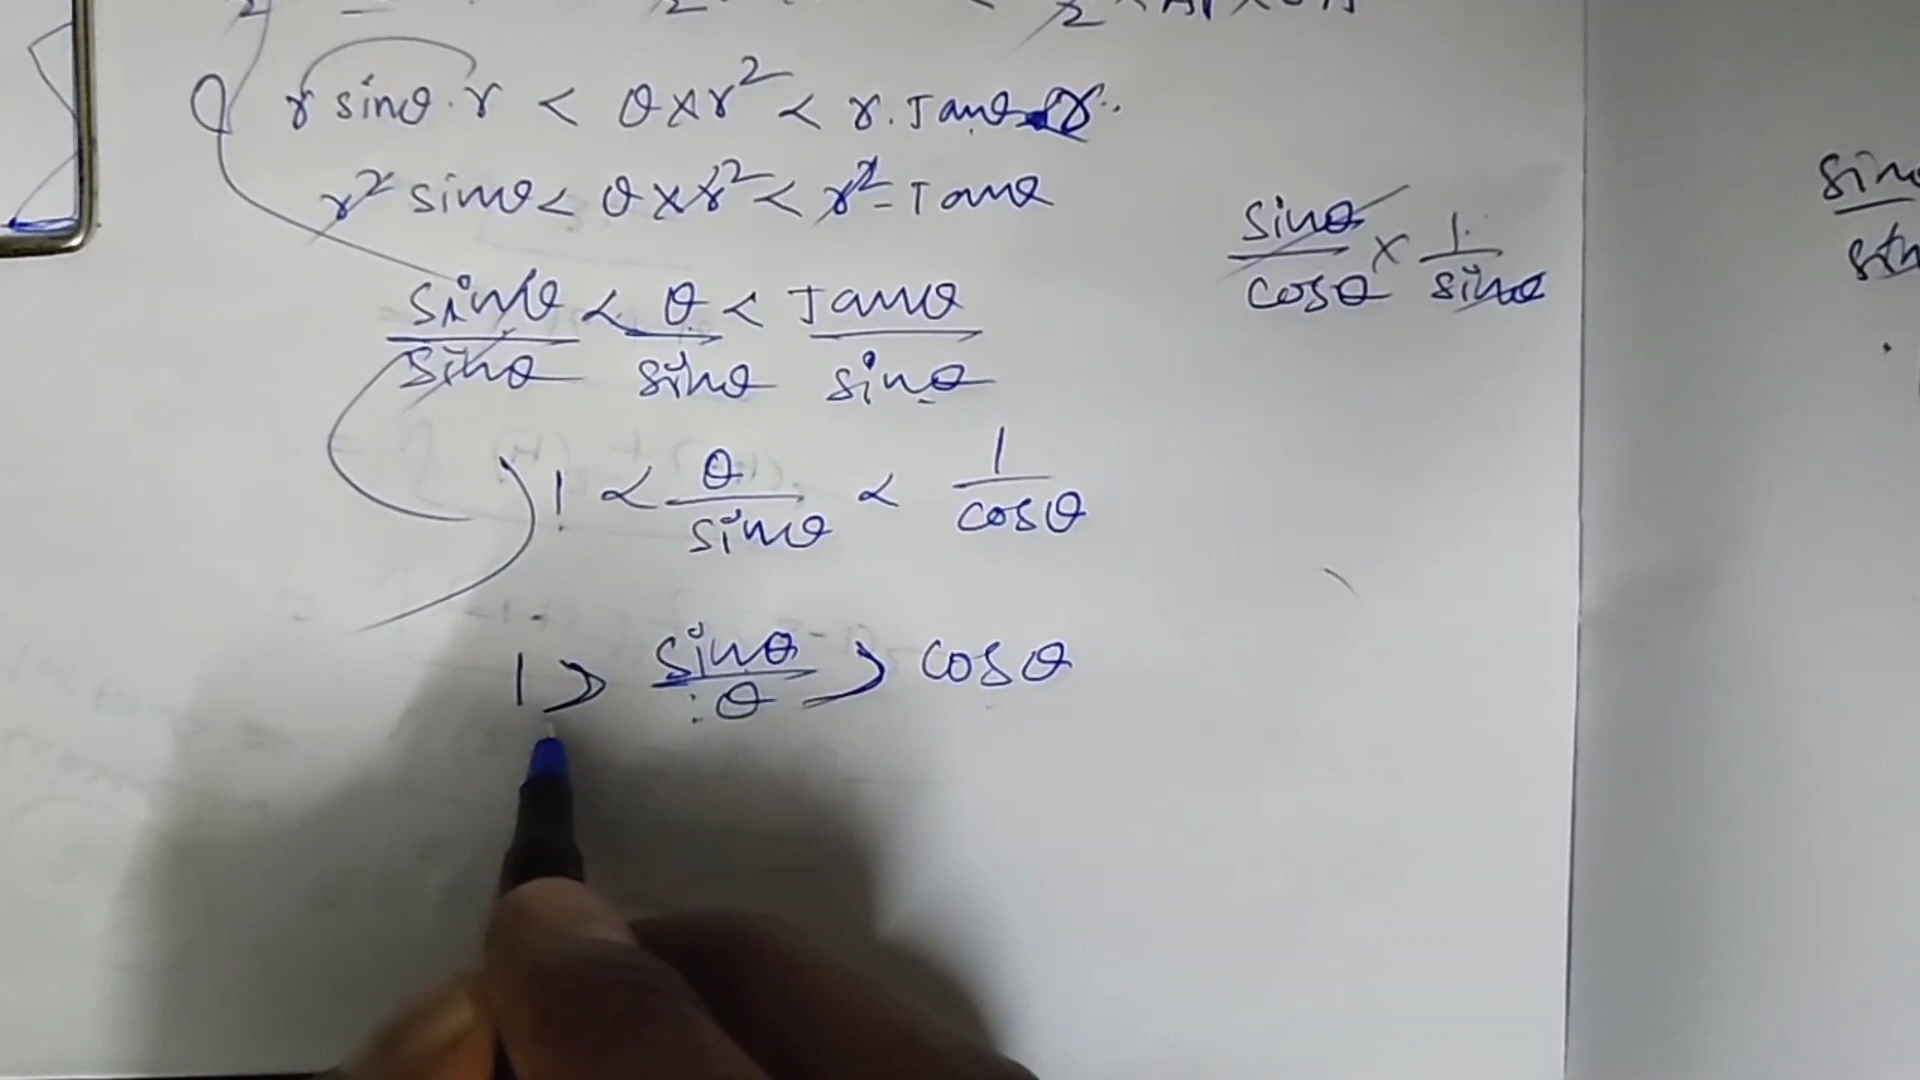 r sinθ · r < θ × r² < r. Tanθ r.
r² sinθ < θ × r² < r² Tanθ
sinθ/sinθ < θ/sinθ < Tanθ/sinθ
sinθ/cosθ × 1/sinθ
1 < θ/sinθ < 1/cosθ
1 > sinθ/θ > cosθ